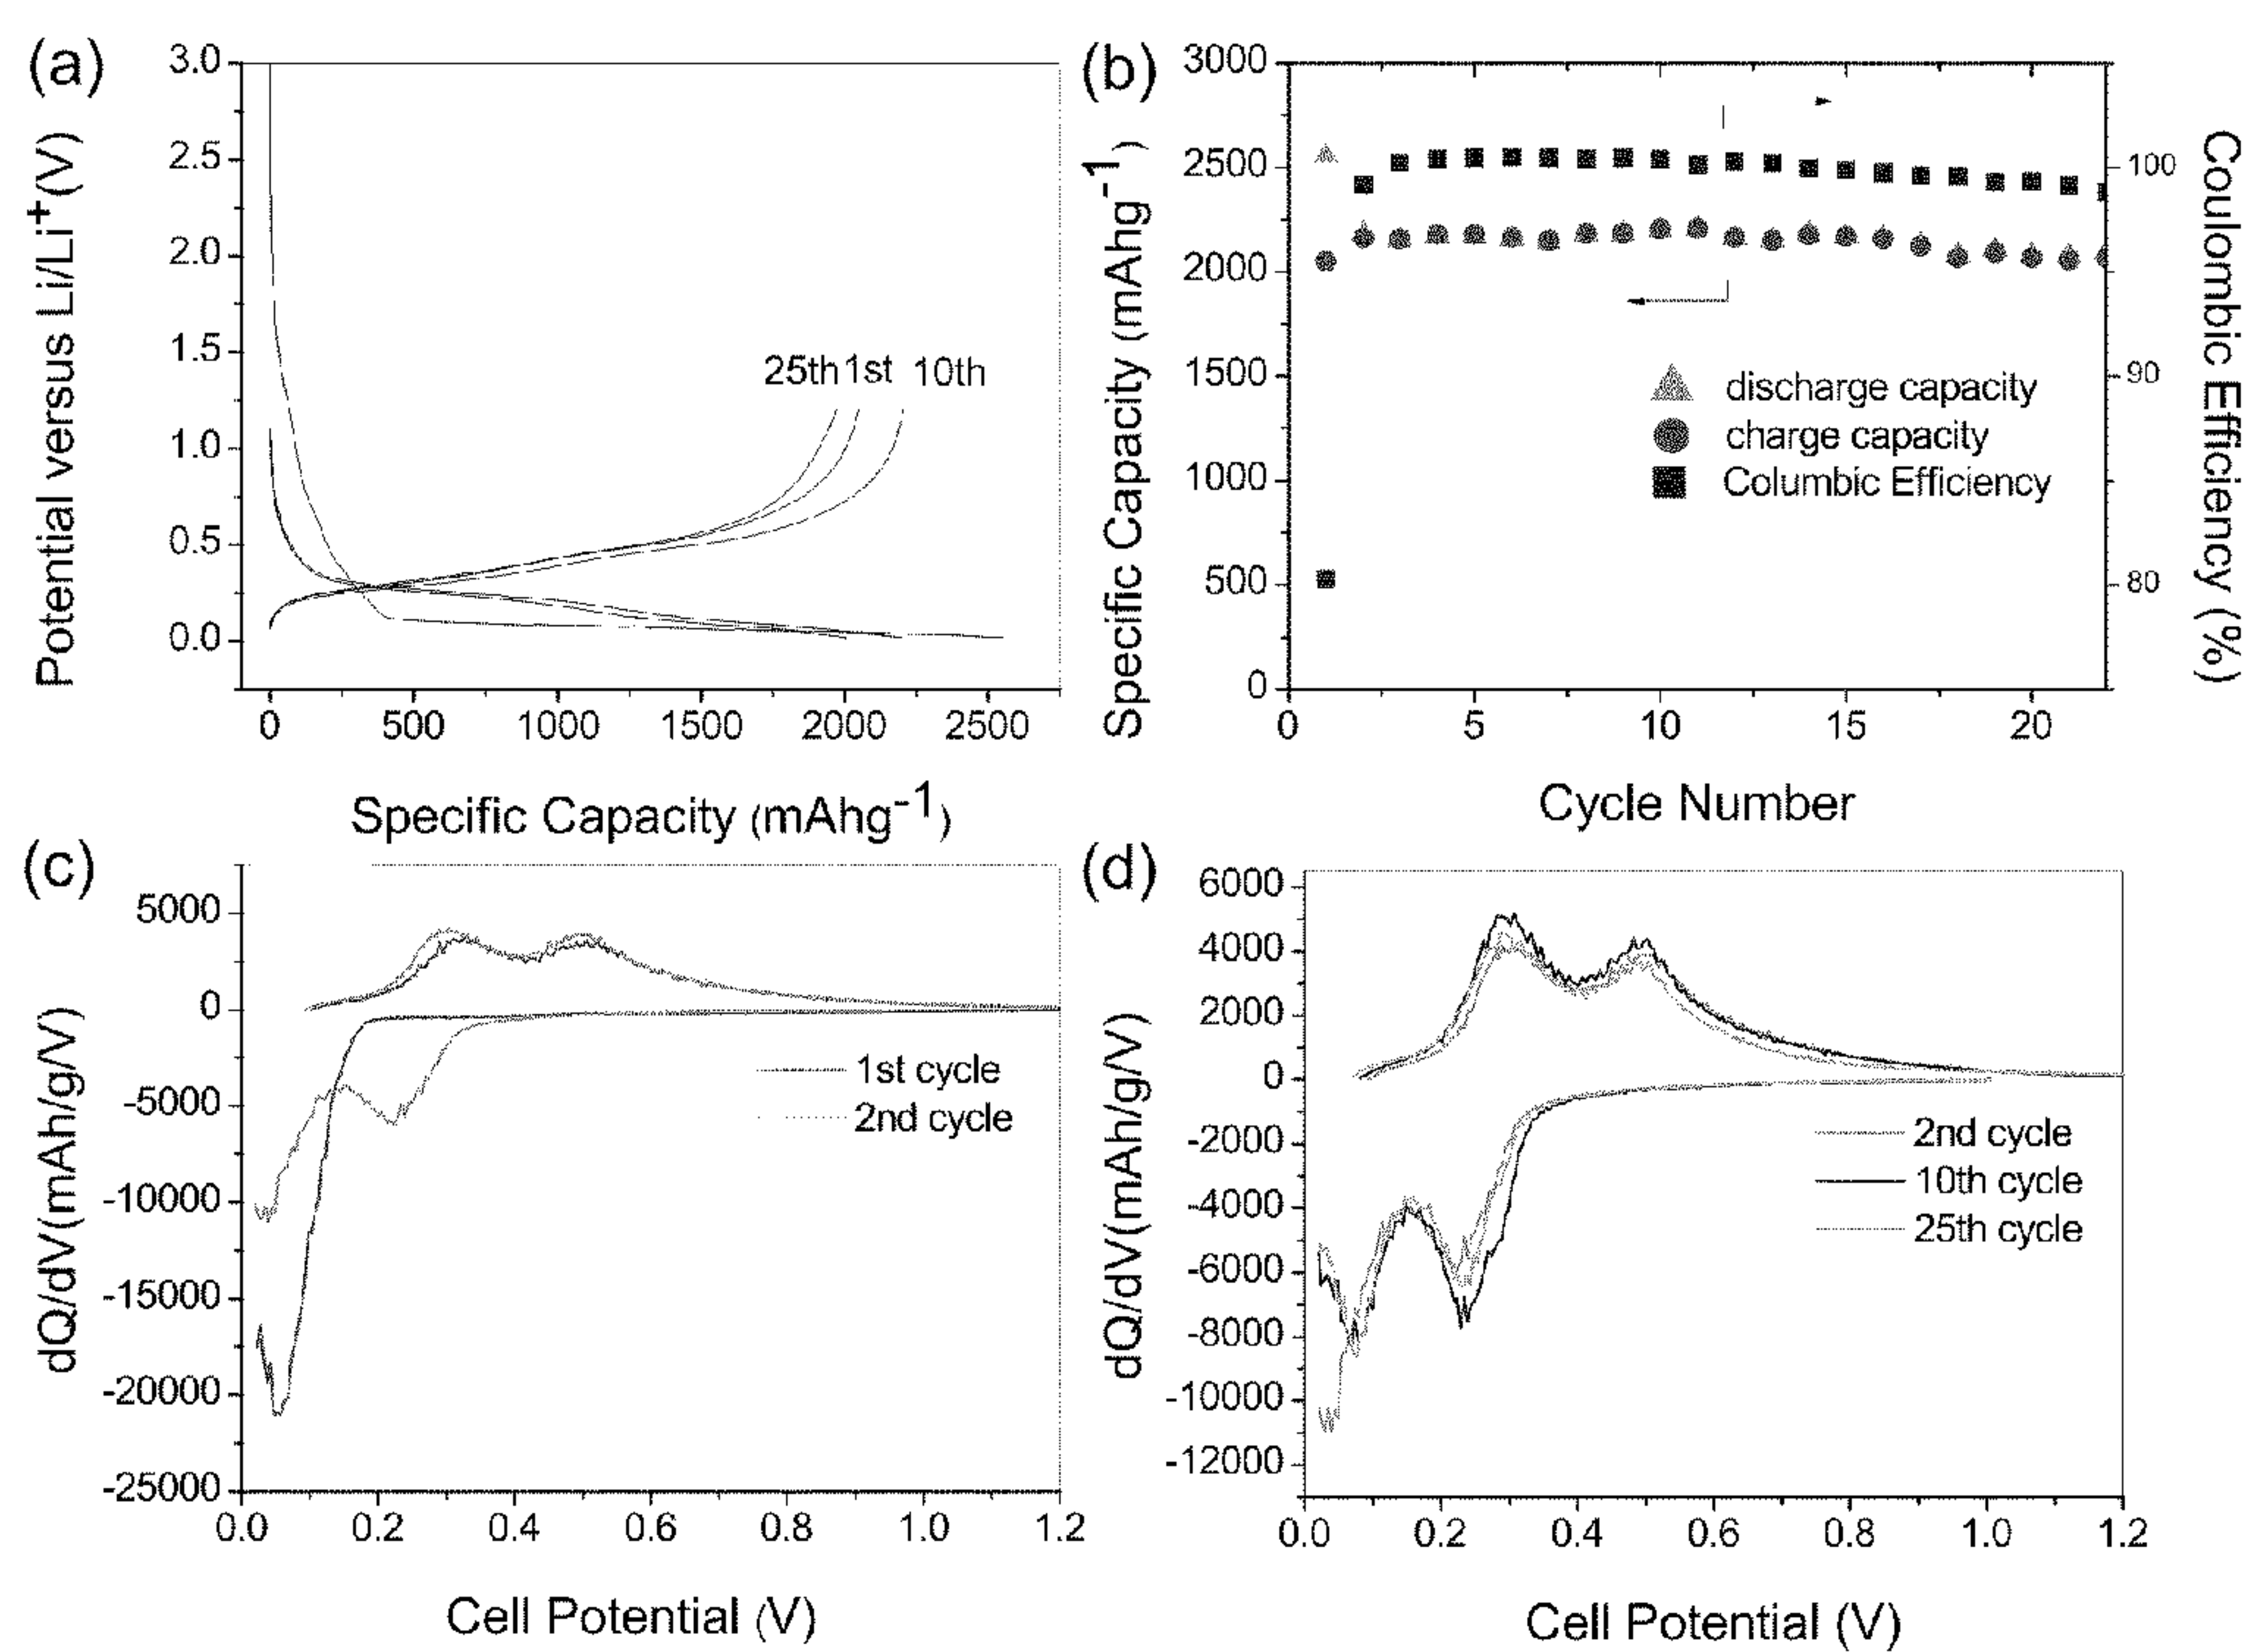 (a)
3.0
2.5
2.0
1.5
1.0
0.5
0.0
Potential versus Li/Li+(V)
25th 1st 10th
0 500 1000 1500 2000 2500
Specific Capacity (mAhg-1)
(b)
3000
2500
2000
1500
1000
500
0
Specific Capacity (mAhg-1)
100
90
80
Coulombic Efficiency (%)
discharge capacity
charge capacity
Columbic Efficiency
0 5 10 15 20
Cycle Number
(c)
5000
0
-5000
-10000
-15000
-20000
-25000
dQ/dV(mAh/g/V)
1st cycle
2nd cycle
0.0 0.2 0.4 0.6 0.8 1.0 1.2
Cell Potential (V)
(d)
6000
4000
2000
0
-2000
-4000
-6000
-8000
-10000
-12000
dQ/dV(mAh/g/V)
2nd cycle
10th cycle
25th cycle
0.0 0.2 0.4 0.6 0.8 1.0 1.2
Cell Potential (V)